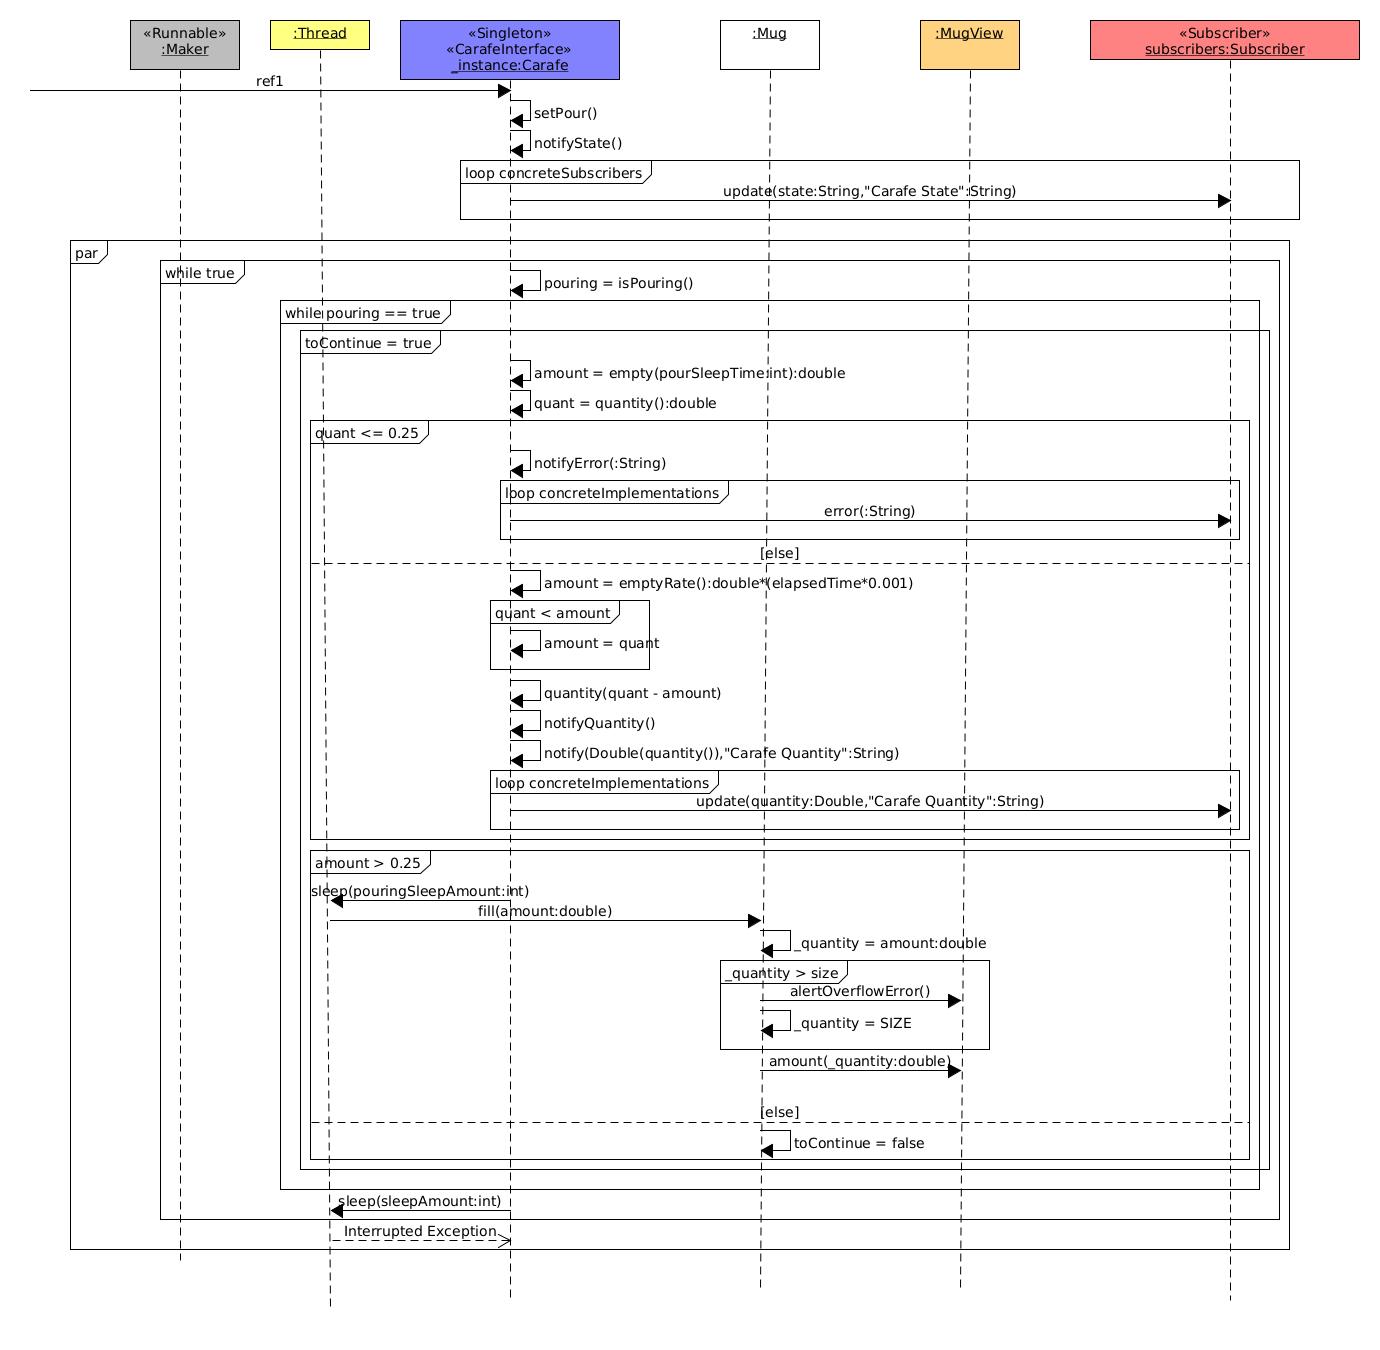 «Runnable»
:Maker
:Thread
«Singleton»
«CarafeInterface»
_instance:Carafe
:Mug
:MugView
«Subscriber»
subscribers:Subscriber
ref1
setPour()
notifyState()
loop concreteSubscribers
update(state:String,"Carafe State":String)
par
while true
pouring = isPouring()
while pouring == true
toContinue = true
amount = empty(pourSleepTime:int):double
quant = quantity():double
quant <= 0.25
notifyError(:String)
loop concreteImplementations
error(:String)
[else]
amount = emptyRate():double*(elapsedTime*0.001)
quant < amount
amount = quant
quantity(quant - amount)
notifyQuantity()
notify(Double(quantity()),"Carafe Quantity":String)
loop concreteImplementations
update(quantity:Double,"Carafe Quantity":String)
amount > 0.25
sleep(pouringSleepAmount:int)
fill(amount:double)
_quantity = amount:double
_quantity > size
alertOverflowError()
_quantity = SIZE
amount(_quantity:double)
[else]
toContinue = false
sleep(sleepAmount:int)
Interrupted Exception